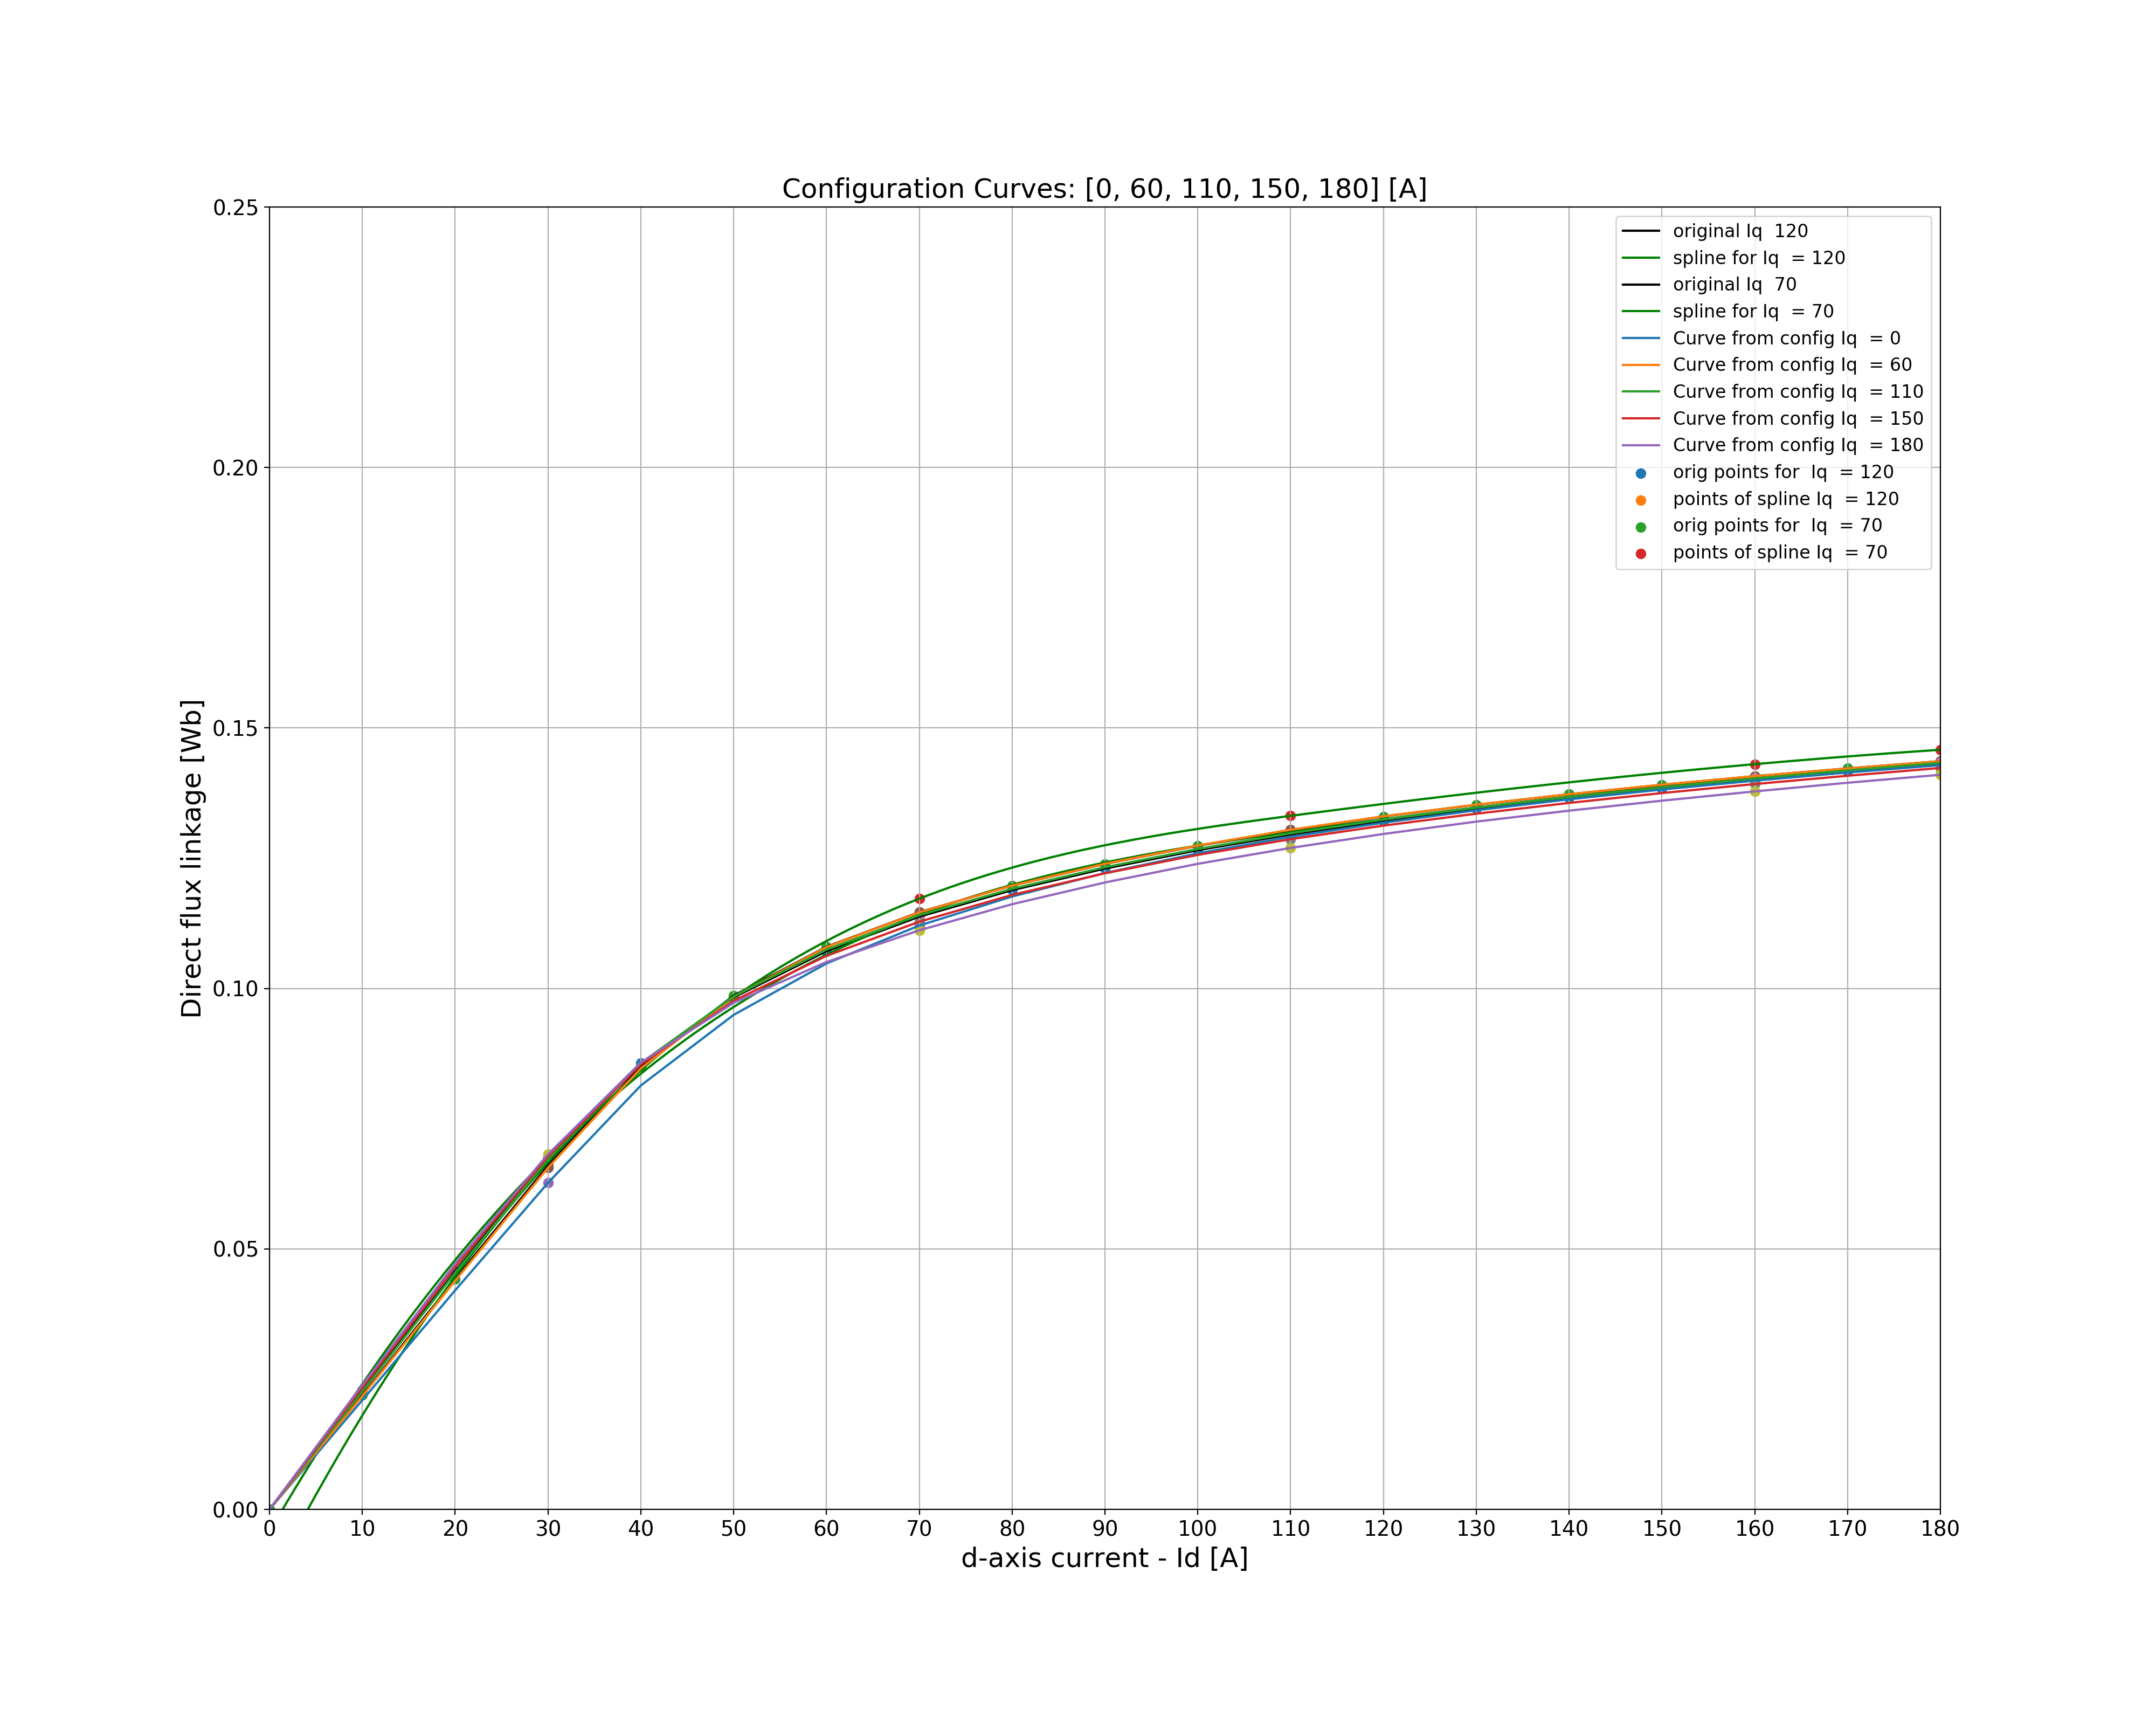 Configuration Curves: [0, 60, 110, 150, 180] [A]
0.25
0.20
0.15
0.10
0.05
0.00
Direct flux linkage [Wb]
original Iq  120
spline for Iq  = 120
original Iq  70
spline for Iq  = 70
Curve from config Iq  = 0
Curve from config Iq  = 60
Curve from config Iq  = 110
Curve from config Iq  = 150
Curve from config Iq  = 180
orig points for  Iq  = 120
points of spline Iq  = 120
orig points for  Iq  = 70
points of spline Iq  = 70
0 10 20 30 40 50 60 70 80 90 100 110 120 130 140 150 160 170 180
d-axis current - Id [A]